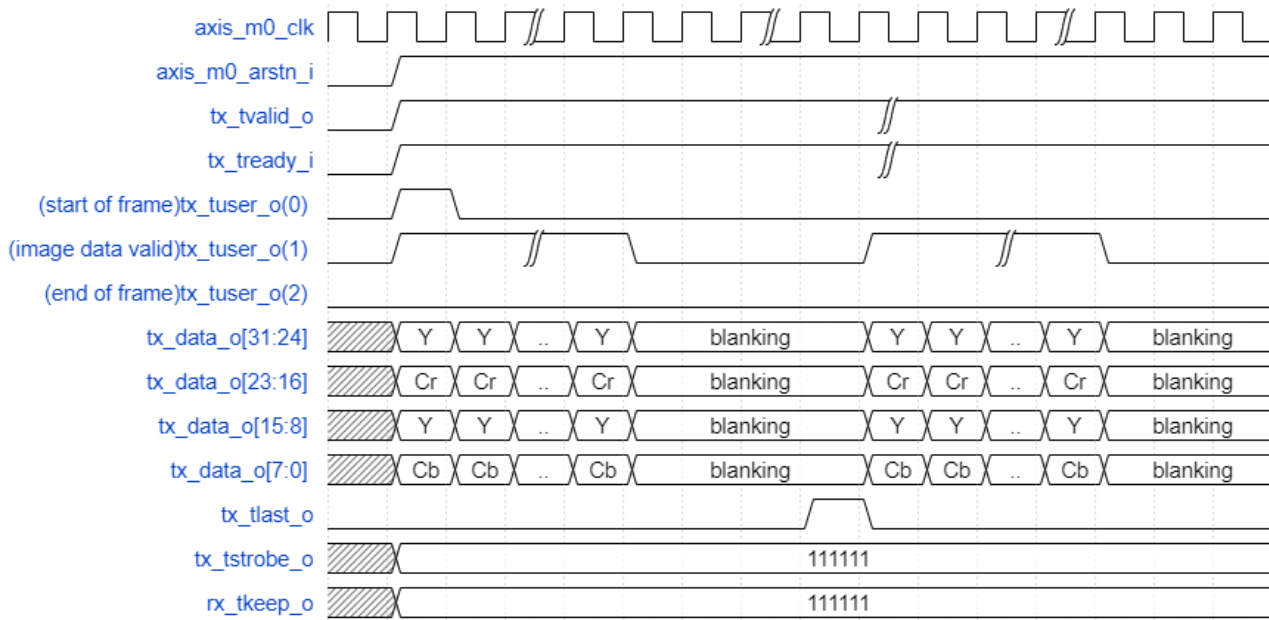 axis_m0_clk
axis_m0_arstn_i
tx_tvalid_o
tx_tready_i
(start of frame)tx_tuser_o(0)
(image data valid)tx_tuser_o(1)
(end of frame)tx_tuser_o(2)
tx_data_o[31:24] Y Y .. Y blanking Y Y .. Y blanking
tx_data_o[23:16] Cr Cr .. Cr blanking Cr Cr .. Cr blanking
tx_data_o[15:8] Y Y .. Y blanking Y Y .. Y blanking
tx_data_o[7:0] Cb Cb .. Cb blanking Cb Cb .. Cb blanking
tx_tlast_o
tx_tstrobe_o 111111
rx_tkeep_o 111111